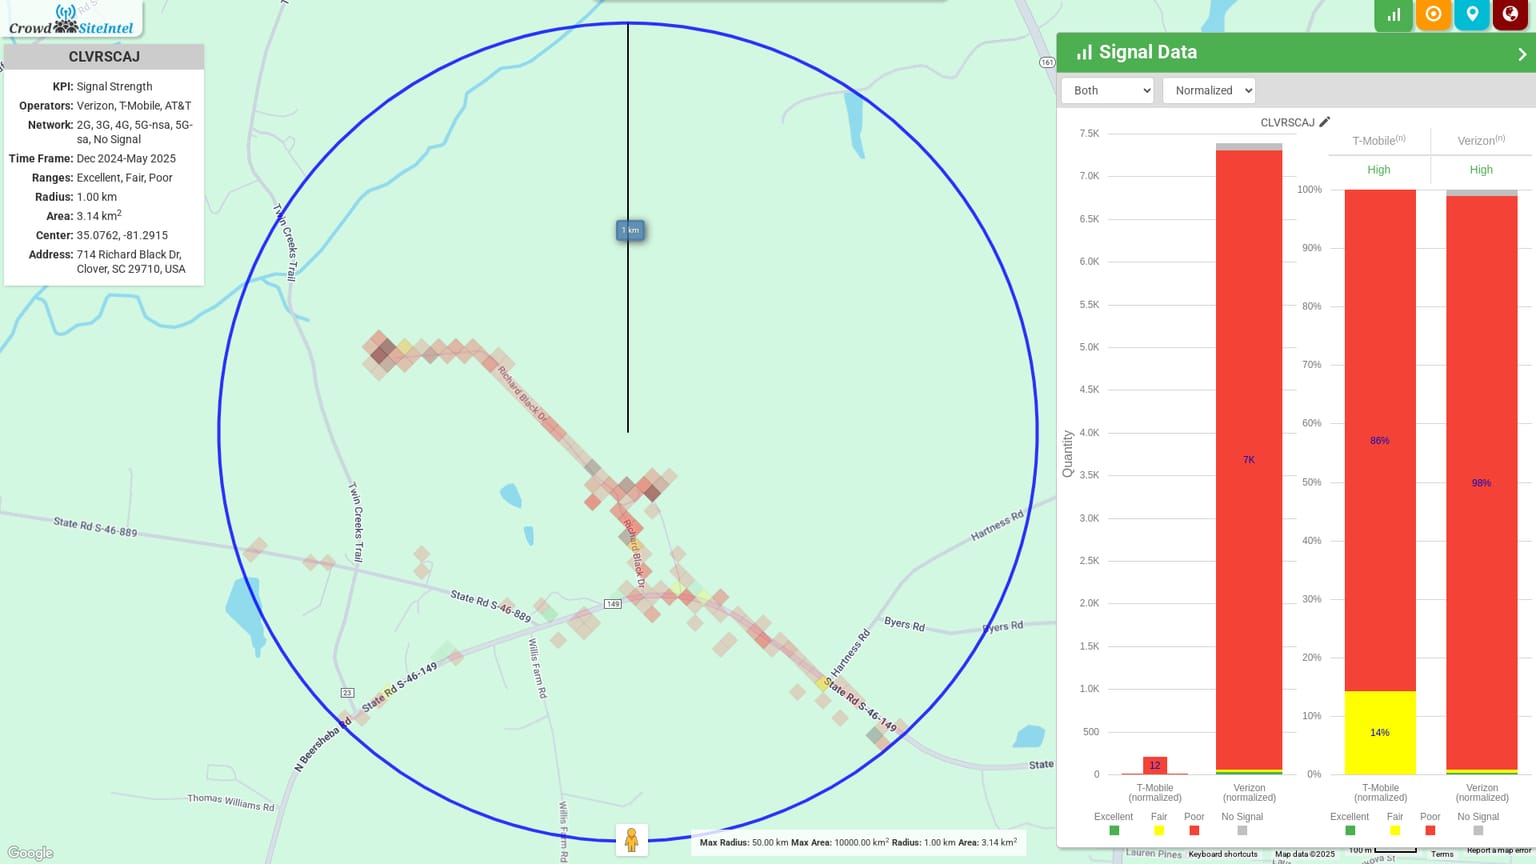 Crowd SiteIntel
CLVRSCAJ
KPI: Signal Strength
Operators: Verizon, T-Mobile, AT&T
Network: 2G, 3G, 4G, 5G-nsa, 5G-
sa, No Signal
Time Frame: Dec 2024-May 2025
Ranges: Excellent, Fair, Poor
Radius: 1.00 km
Area: 3.14 km2
Center: 35.0762, -81.2915
Address: 714 Richard Black Dr,
Clover, SC 29710, USA
161
1 km
Twin Creeks Trail
Richard Black Dr
Twin Creeks Trail
State Rd S-46-889
Richard Black Dr
Hartness Rd
State Rd S-46-889
149
Byers Rd
Byers Rd
Hartness Rd
Willis Farm Rd
State Rd S-46-149
23
State Rd S-46-149
N Beersheba Rd
State
Thomas Williams Rd
Willis Farm Rd
Max Radius: 50.00 km Max Area: 10000.00 km2 Radius: 1.00 km Area: 3.14 km2
Google
Lauren Pines
Keyboard shortcuts
Map data ©2025
100 m
Terms
Report a map error
Signal Data
Both
Normalized
CLVRSCAJ
Quantity
7.5K
7.0K
6.5K
6.0K
5.5K
5.0K
4.5K
4.0K
3.5K
3.0K
2.5K
2.0K
1.5K
1.0K
500
0
12
7K
T-Mobile
(normalized)
Verizon
(normalized)
Excellent
Fair
Poor
No Signal
T-Mobile(n)
Verizon(n)
High
High
100%
90%
80%
70%
60%
50%
40%
30%
20%
10%
0%
86%
14%
98%
T-Mobile
(normalized)
Verizon
(normalized)
Excellent
Fair
Poor
No Signal